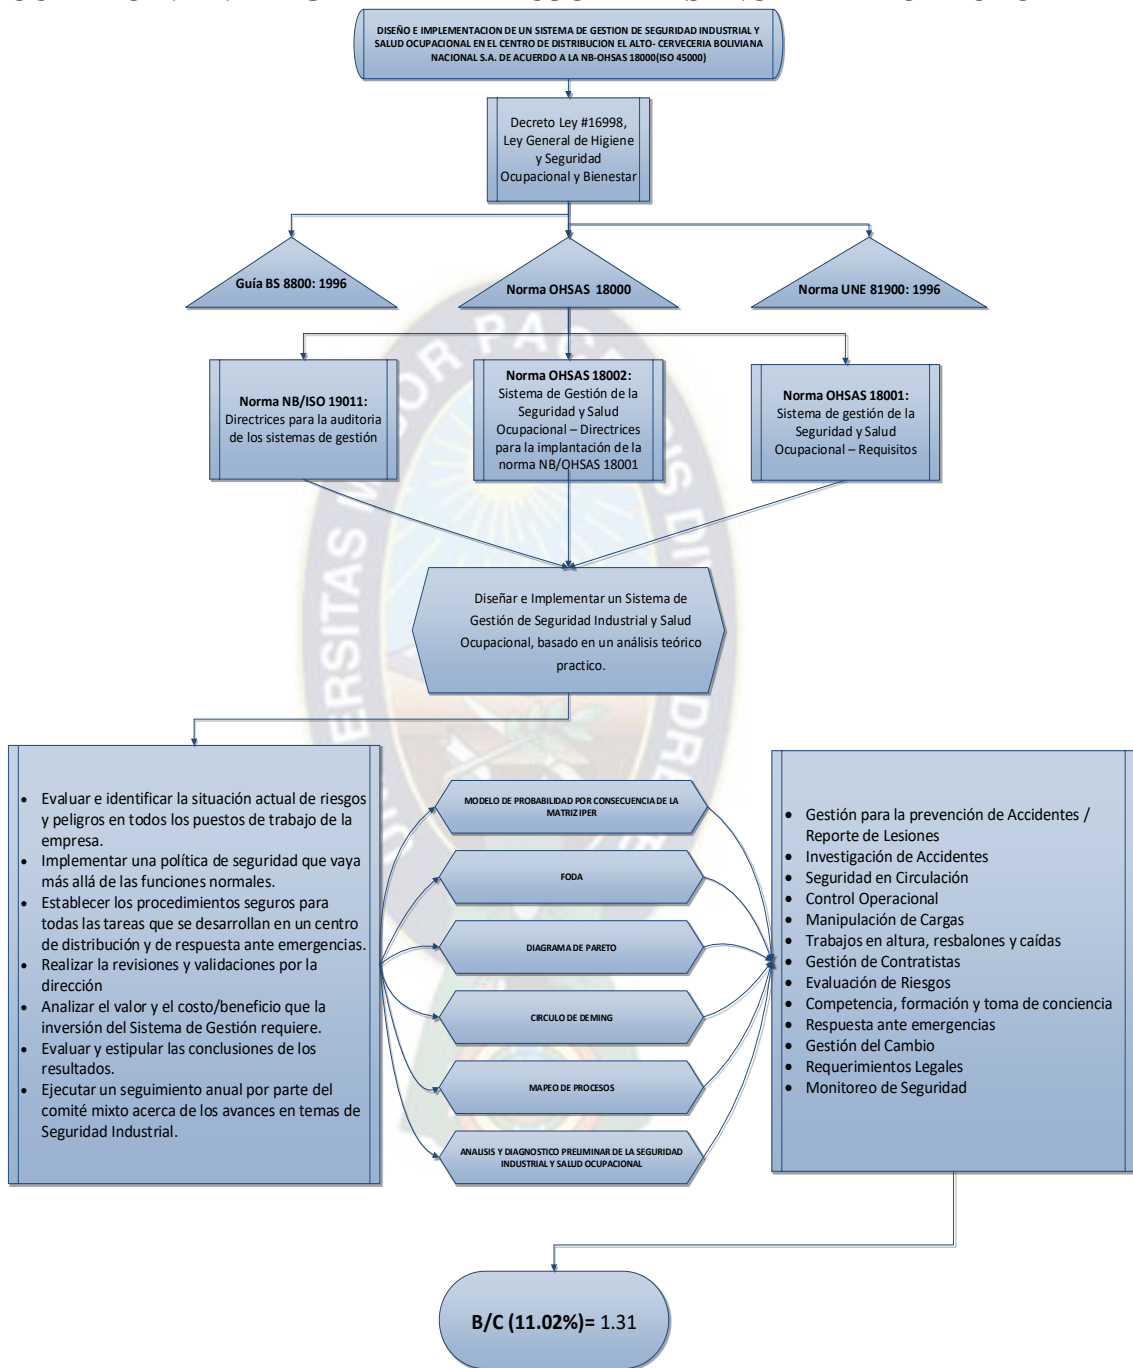 DISEÑO E IMPLEMENTACION DE UN SISTEMA DE GESTION DE SEGURIDAD INDUSTRIAL Y
SALUD OCUPACIONAL EN EL CENTRO DE DISTRIBUCION EL ALTO- CERVECERIA BOLIVIANA
NACIONAL S.A. DE ACUERDO A LA NB-OHSAS 18000(ISO 45000)
Decreto Ley #16998,
Ley General de Higiene
y Seguridad
Ocupacional y Bienestar
Guía BS 8800: 1996
Norma OHSAS 18000
Norma UNE 81900: 1996
Norma NB/ISO 19011:
Directrices para la auditoria
de los sistemas de gestión
Norma OHSAS 18002:
Sistema de Gestión de la
Seguridad y Salud
Ocupacional – Directrices
para la implantación de la
norma NB/OHSAS 18001
Norma OHSAS 18001:
Sistema de gestión de la
Seguridad y Salud
Ocupacional – Requisitos
Diseñar e Implementar un Sistema de
Gestión de Seguridad Industrial y Salud
Ocupacional, basado en un análisis teórico
practico.
• Evaluar e identificar la situación actual de riesgos
y peligros en todos los puestos de trabajo de la
empresa.
• Implementar una política de seguridad que vaya
más allá de las funciones normales.
• Establecer los procedimientos seguros para
todas las tareas que se desarrollan en un centro
de distribución y de respuesta ante emergencias.
• Realizar la revisiones y validaciones por la
dirección
• Analizar el valor y el costo/beneficio que la
inversión del Sistema de Gestión requiere.
• Evaluar y estipular las conclusiones de los
resultados.
• Ejecutar un seguimiento anual por parte del
comité mixto acerca de los avances en temas de
Seguridad Industrial.
MODELO DE PROBABILIDAD POR CONSECUENCIA DE LA
MATRIZ IPER
FODA
DIAGRAMA DE PARETO
CIRCULO DE DEMING
MAPEO DE PROCESOS
ANALISIS Y DIAGNOSTICO PRELIMINAR DE LA SEGURIDAD
INDUSTRIAL Y SALUD OCUPACIONAL
• Gestión para la prevención de Accidentes /
Reporte de Lesiones
• Investigación de Accidentes
• Seguridad en Circulación
• Control Operacional
• Manipulación de Cargas
• Trabajos en altura, resbalones y caídas
• Gestión de Contratistas
• Evaluación de Riesgos
• Competencia, formación y toma de conciencia
• Respuesta ante emergencias
• Gestión del Cambio
• Requerimientos Legales
• Monitoreo de Seguridad
B/C (11.02%)= 1.31